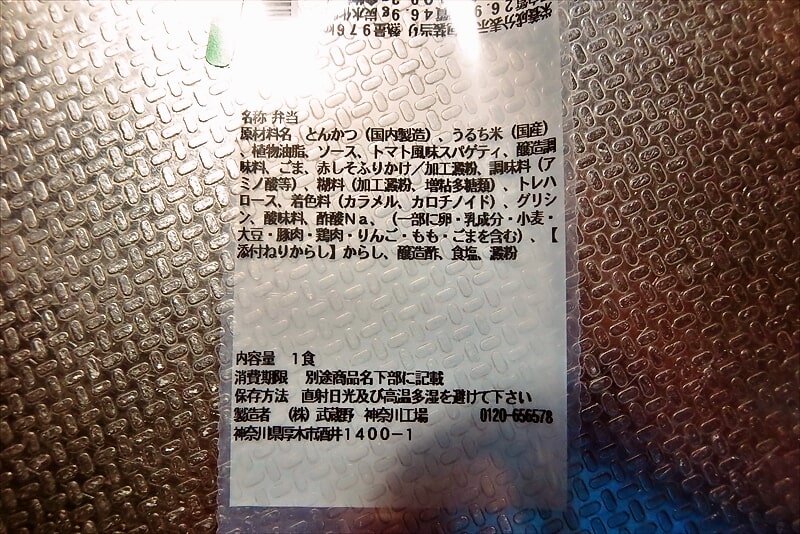 名称 弁当
原材料名 とんかつ（国内製造）、うるち米（国産）
、植物油脂、ソース、トマト風味スパゲティ、醸造調
味料、ごま、赤しそふりかけ／加工澱粉、調味料（ア
ミノ酸等）、糊料（加工澱粉、増粘多糖類）、トレハ
ロース、着色料（カラメル、カロチノイド）、グリシ
ン、酸味料、酢酸Ｎａ、（一部に卵・乳成分・小麦・
大豆・豚肉・鶏肉・りんご・もも・ごまを含む）、【
添付ねりからし】からし、醸造酢、食塩、澱粉
内容量 １食
消費期限 別途商品名下部に記載
保存方法 直射日光及び高温多湿を避けて下さい
製造者 （株）武蔵野 神奈川工場 0120-656578
神奈川県厚木市酒井１４００－１